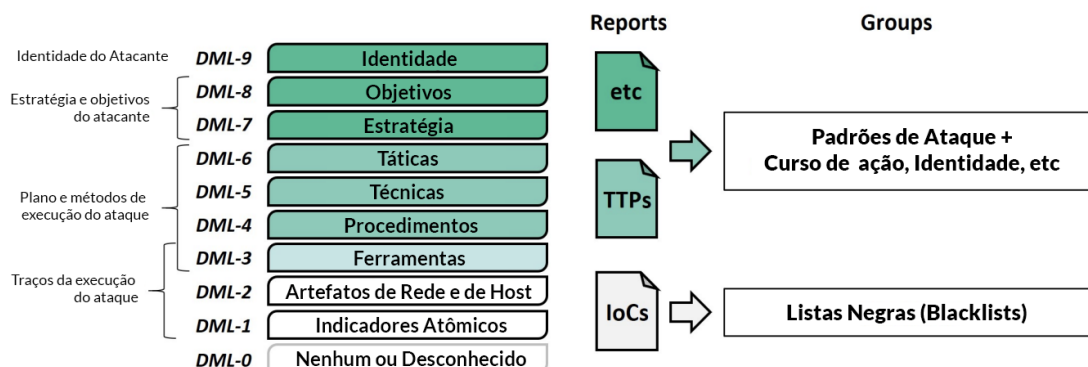 Reports
Groups
Identidade do Atacante
DML-9
Identidade
Estratégia e objetivos
do atacante
DML-8
Objetivos
DML-7
Estratégia
Plano e métodos de
execução do ataque
DML-6
Táticas
DML-5
Técnicas
DML-4
Procedimentos
Traços da execução
do ataque
DML-3
Ferramentas
DML-2
Artefatos de Rede e de Host
DML-1
Indicadores Atômicos
DML-0
Nenhum ou Desconhecido
etc
TTPs
Padrões de Ataque +
Curso de ação, Identidade, etc
IoCs
Listas Negras (Blacklists)